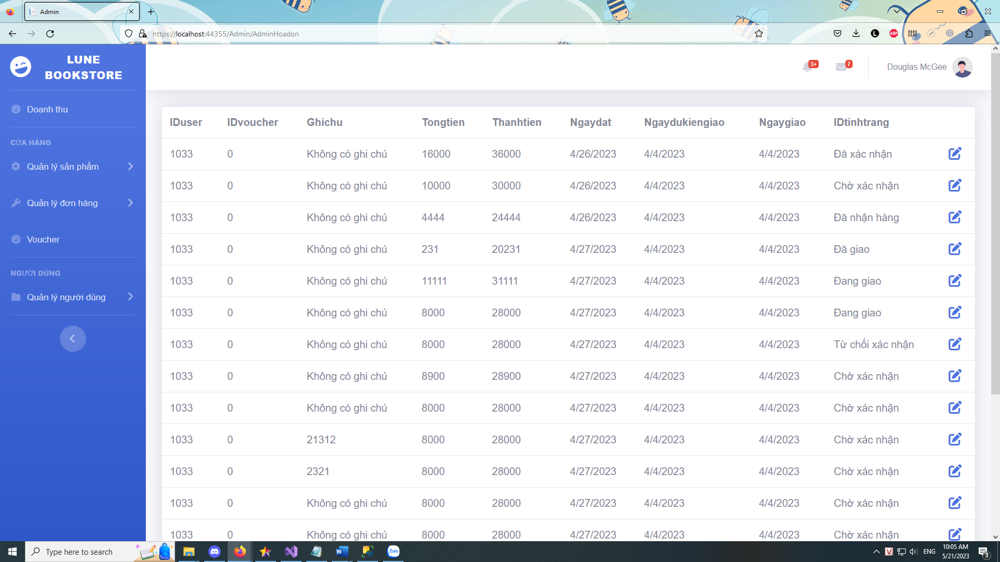 Admin
https://localhost:44355/Admin/AdminHoadon
ABP
LUNE
BOOKSTORE
3+
7
Douglas McGee
Doanh thu
CỬA HÀNG
Quản lý sản phẩm
Quản lý đơn hàng
Voucher
NGƯỜI DÙNG
Quản lý người dùng
IDuser IDvoucher Ghichu Tongtien Thanhtien Ngaydat Ngaydukiengiao Ngaygiao IDtinhtrang
1033 0 Không có ghi chú 16000 36000 4/26/2023 4/4/2023 4/4/2023 Đã xác nhận
1033 0 Không có ghi chú 10000 30000 4/26/2023 4/4/2023 4/4/2023 Chờ xác nhận
1033 0 Không có ghi chú 4444 24444 4/26/2023 4/4/2023 4/4/2023 Đã nhận hàng
1033 0 Không có ghi chú 231 20231 4/27/2023 4/4/2023 4/4/2023 Đã giao
1033 0 Không có ghi chú 11111 31111 4/27/2023 4/4/2023 4/4/2023 Đang giao
1033 0 Không có ghi chú 8000 28000 4/27/2023 4/4/2023 4/4/2023 Đang giao
1033 0 Không có ghi chú 8000 28000 4/27/2023 4/4/2023 4/4/2023 Từ chối xác nhận
1033 0 Không có ghi chú 8900 28900 4/27/2023 4/4/2023 4/4/2023 Chờ xác nhận
1033 0 Không có ghi chú 8000 28000 4/27/2023 4/4/2023 4/4/2023 Chờ xác nhận
1033 0 21312 8000 28000 4/27/2023 4/4/2023 4/4/2023 Chờ xác nhận
1033 0 2321 8000 28000 4/27/2023 4/4/2023 4/4/2023 Chờ xác nhận
1033 0 Không có ghi chú 8000 28000 4/27/2023 4/4/2023 4/4/2023 Chờ xác nhận
1033 0 Không có ghi chú 8000 28000 4/27/2023 4/4/2023 4/4/2023 Chờ xác nhận
Type here to search
Zalo
ENG
10:05 AM
5/21/2023
3